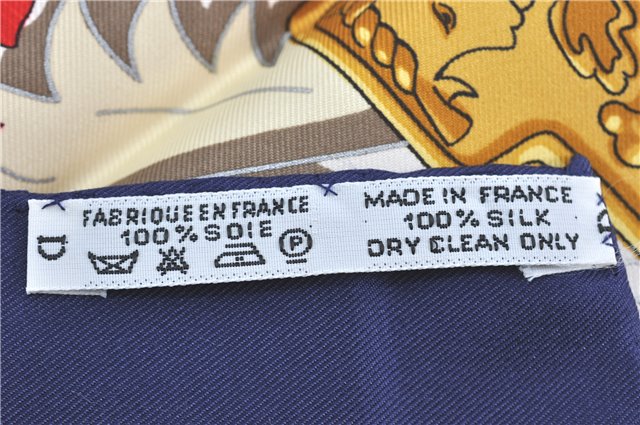 FABRIQUE EN FRANCE
100% SOIE
P
MADE IN FRANCE
100% SILK
DRY CLEAN ONLY
D